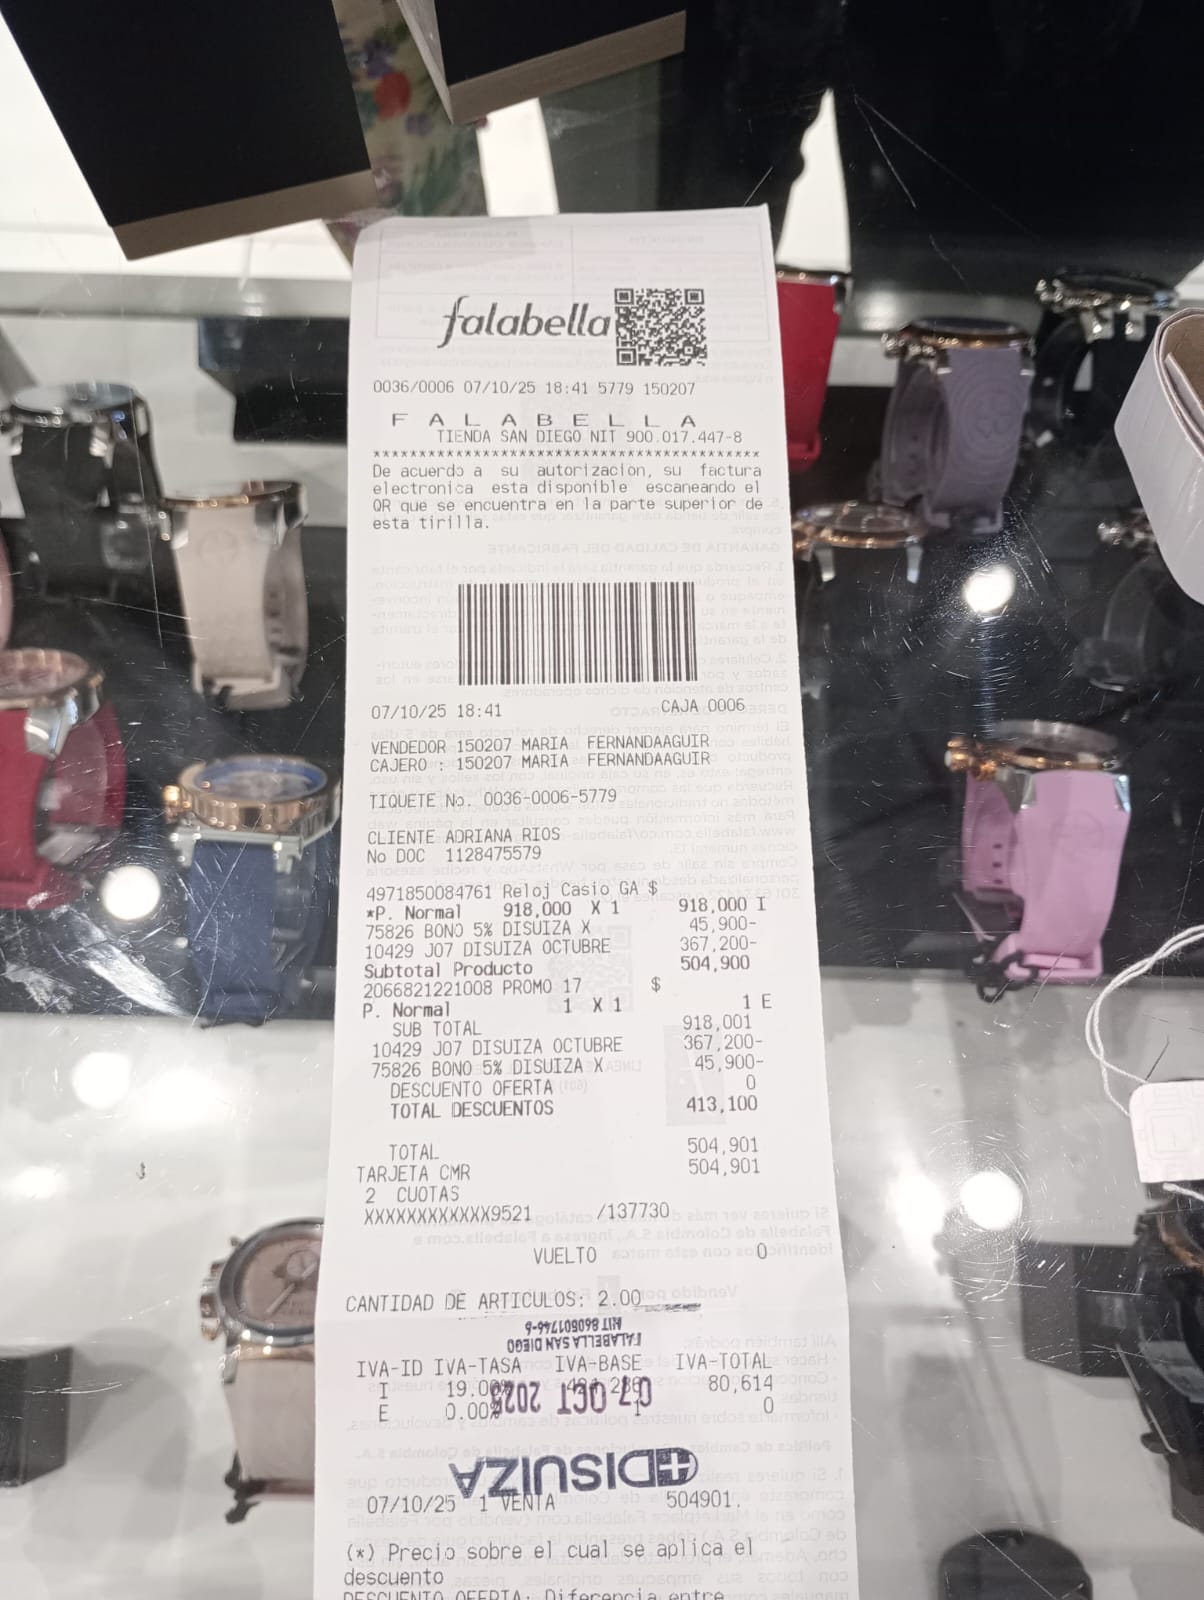 falabella
0036/0006 07/10/25 18:41 5779 150207
F A L A B E L L A
TIENDA SAN DIEGO NIT 900.017.447-8
******************************************
De acuerdo a su autorizacion, su factura
electronica esta disponible escaneando el
QR que se encuentra en la parte superior de
esta tirilla.
07/10/25 18:41 CAJA 0006
VENDEDOR 150207 MARIA FERNANDAAGUIR
CAJERO : 150207 MARIA FERNANDAAGUIR
TIQUETE No. 0036-0006-5779
CLIENTE ADRIANA RIOS
No DOC 1128475579
4971850084761 Reloj Casio GA $
*P. Normal 918,000 X 1 918,000 I
75826 BONO 5% DISUIZA X 45,900-
10429 J07 DISUIZA OCTUBRE 367,200-
Subtotal Producto 504,900
2066821221008 PROMO 17 $
P. Normal 1 X 1 1 E
SUB TOTAL 918,001
10429 J07 DISUIZA OCTUBRE 367,200-
75826 BONO 5% DISUIZA X 45,900-
DESCUENTO OFERTA 0
TOTAL DESCUENTOS 413,100
TOTAL 504,901
TARJETA CMR 504,901
2 CUOTAS
XXXXXXXXXXXX9521 /137730
VUELTO 0
CANTIDAD DE ARTICULOS: 2.00
NIT 860501746-6
FALABELLA SAN DIEGO
IVA-ID IVA-TASA IVA-BASE IVA-TOTAL
I 19.00% 80,614
E 0.00% 0
07 OCT 2025
DISUIZA
07/10/25 1 VENTA 504901.
(*) Precio sobre el cual se aplica el
descuento
DESCUENTO OFERTA: Diferencia entre